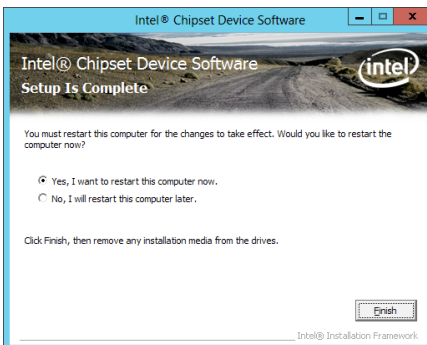 Intel® Chipset Device Software
Intel® Chipset Device Software
Setup Is Complete
intel
You must restart this computer for the changes to take effect. Would you like to restart the
computer now?
Yes, I want to restart this computer now.
No, I will restart this computer later.
Click Finish, then remove any installation media from the drives.
Finish
Intel® Installation Framework